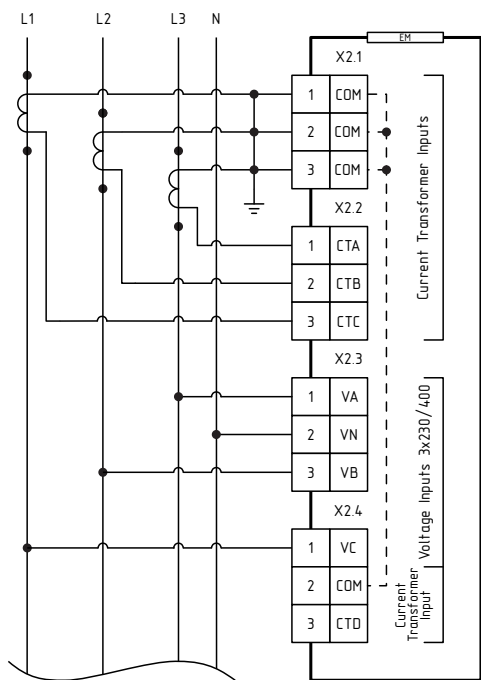 L1 L2 L3 N
EM
X2.1
1 COM
2 COM
3 COM
Current Transformer Inputs
X2.2
1 CTA
2 CTB
3 CTC
X2.3
1 VA
2 VN
3 VB
Voltage Inputs 3x230/400
X2.4
1 VC
2 COM
3 CTD
Current
Transformer
Input